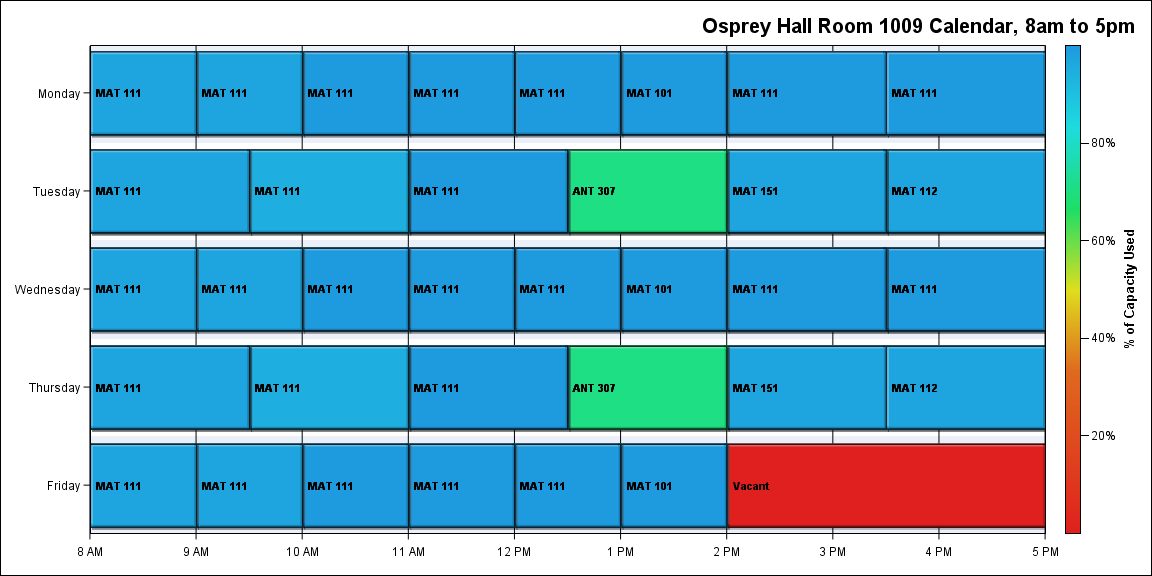 Osprey Hall Room 1009 Calendar, 8am to 5pm
Monday
MAT 111
MAT 111
MAT 111
MAT 111
MAT 111
MAT 101
MAT 111
MAT 111
Tuesday
MAT 111
MAT 111
MAT 111
ANT 307
MAT 151
MAT 112
Wednesday
MAT 111
MAT 111
MAT 111
MAT 111
MAT 111
MAT 101
MAT 111
MAT 111
Thursday
MAT 111
MAT 111
MAT 111
ANT 307
MAT 151
MAT 112
Friday
MAT 111
MAT 111
MAT 111
MAT 111
MAT 111
MAT 101
Vacant
8 AM
9 AM
10 AM
11 AM
12 PM
1 PM
2 PM
3 PM
4 PM
5 PM
80%
60%
40%
20%
% of Capacity Used